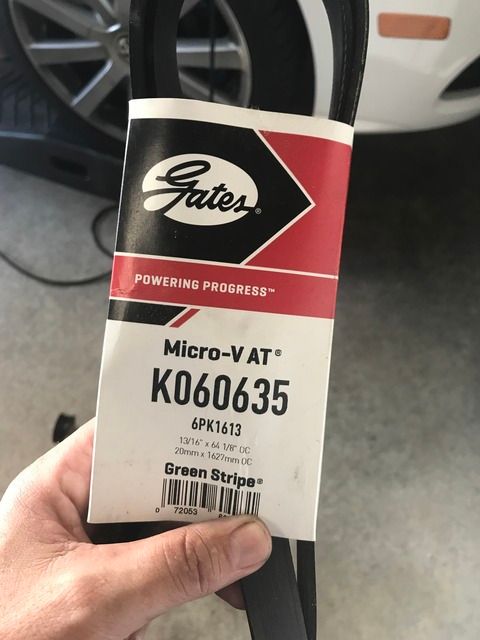 Gates®
POWERING PROGRESS™
Micro-V AT®
K060635
6PK1613
13/16" x 64 1/8" OC
20mm x 1627mm OC
Green Stripe®
0 72053